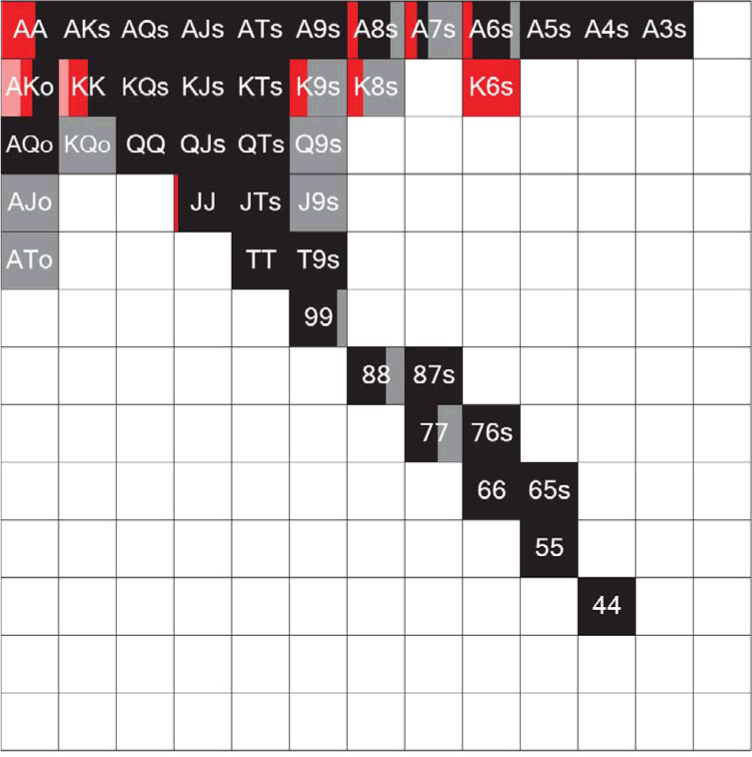 AA AKs AQs AJs ATs A9s A8s A7s A6s A5s A4s A3s
AKo KK KQs KJs KTs K9s K8s K6s
AQo KQo QQ QJs QTs Q9s
AJo JJ JTs J9s
ATo TT T9s
99
88 87s
77 76s
66 65s
55
44